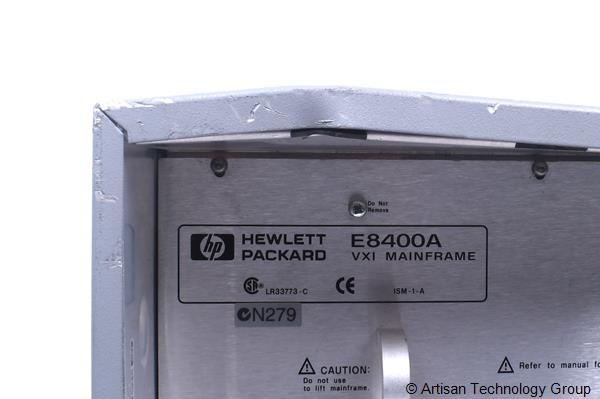 Do Not
Remove
hp HEWLETT PACKARD
E8400A
VXI MAINFRAME
LR33773-C
CE
ISM-1-A
N279
CAUTION:
Do not use
to lift mainframe.
Refer to manual fo
© Artisan Technology Group